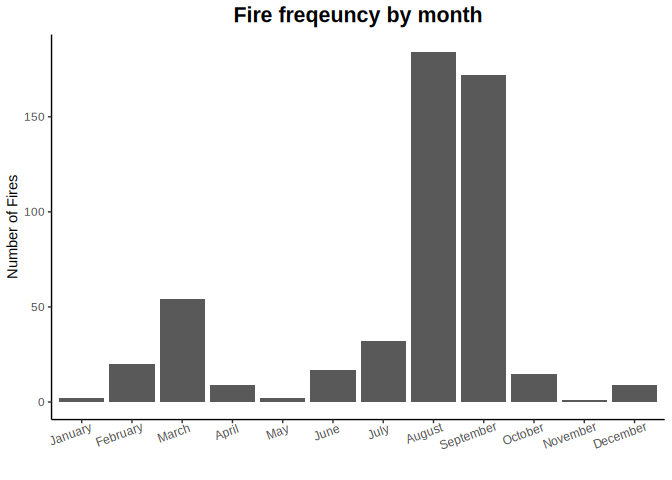 Fire freqeuncy by month
Number of Fires
150
100
50
0
January
February
March
April
May
June
July
August
September
October
November
December